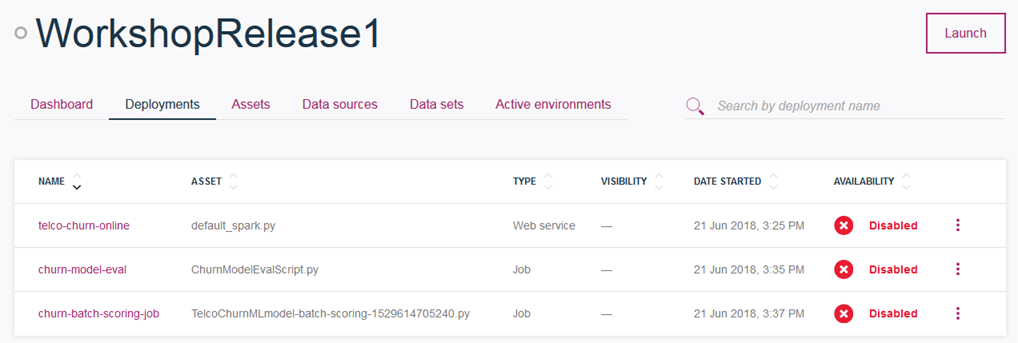 WorkshopRelease1
Launch
Dashboard Deployments Assets Data sources Data sets Active environments Search by deployment name
NAME ASSET TYPE VISIBILITY DATE STARTED AVAILABILITY
telco-churn-online default_spark.py Web service — 21 Jun 2018, 3:25 PM Disabled
churn-model-eval ChurnModelEvalScript.py Job — 21 Jun 2018, 3:35 PM Disabled
churn-batch-scoring-job TelcoChurnMLmodel-batch-scoring-1529614705240.py Job — 21 Jun 2018, 3:37 PM Disabled